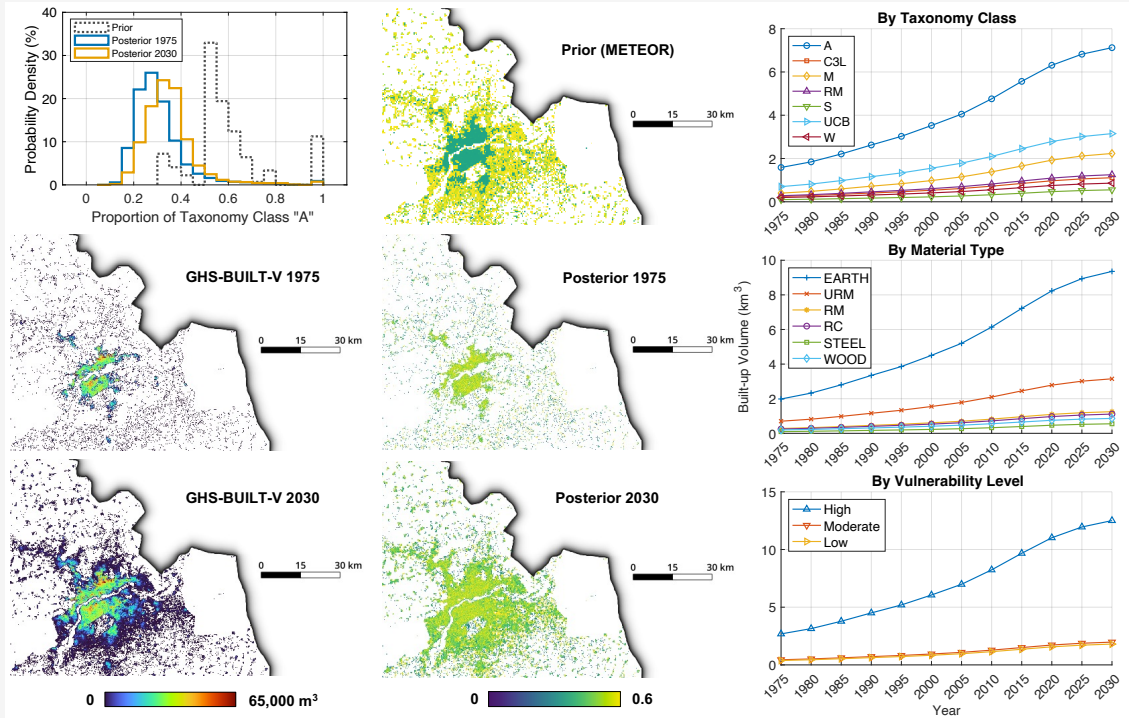 Probability Density (%)
40
30
20
10
0
Prior
Posterior 1975
Posterior 2030
0 0.2 0.4 0.6 0.8 1
Proportion of Taxonomy Class "A"
Prior (METEOR)
0 15 30 km
By Taxonomy Class
8
6
4
2
0
A
C3L
M
RM
S
UCB
W
1975 1980 1985 1990 1995 2000 2005 2010 2015 2020 2025 2030
GHS-BUILT-V 1975
0 15 30 km
Posterior 1975
0 15 30 km
By Material Type
Built-up Volume (km³)
10
8
6
4
2
0
EARTH
URM
RM
RC
STEEL
WOOD
1975 1980 1985 1990 1995 2000 2005 2010 2015 2020 2025 2030
GHS-BUILT-V 2030
0 15 30 km
Posterior 2030
0 15 30 km
By Vulnerability Level
15
10
5
0
High
Moderate
Low
1975 1980 1985 1990 1995 2000 2005 2010 2015 2020 2025 2030
Year
0 65,000 m³
0 0.6